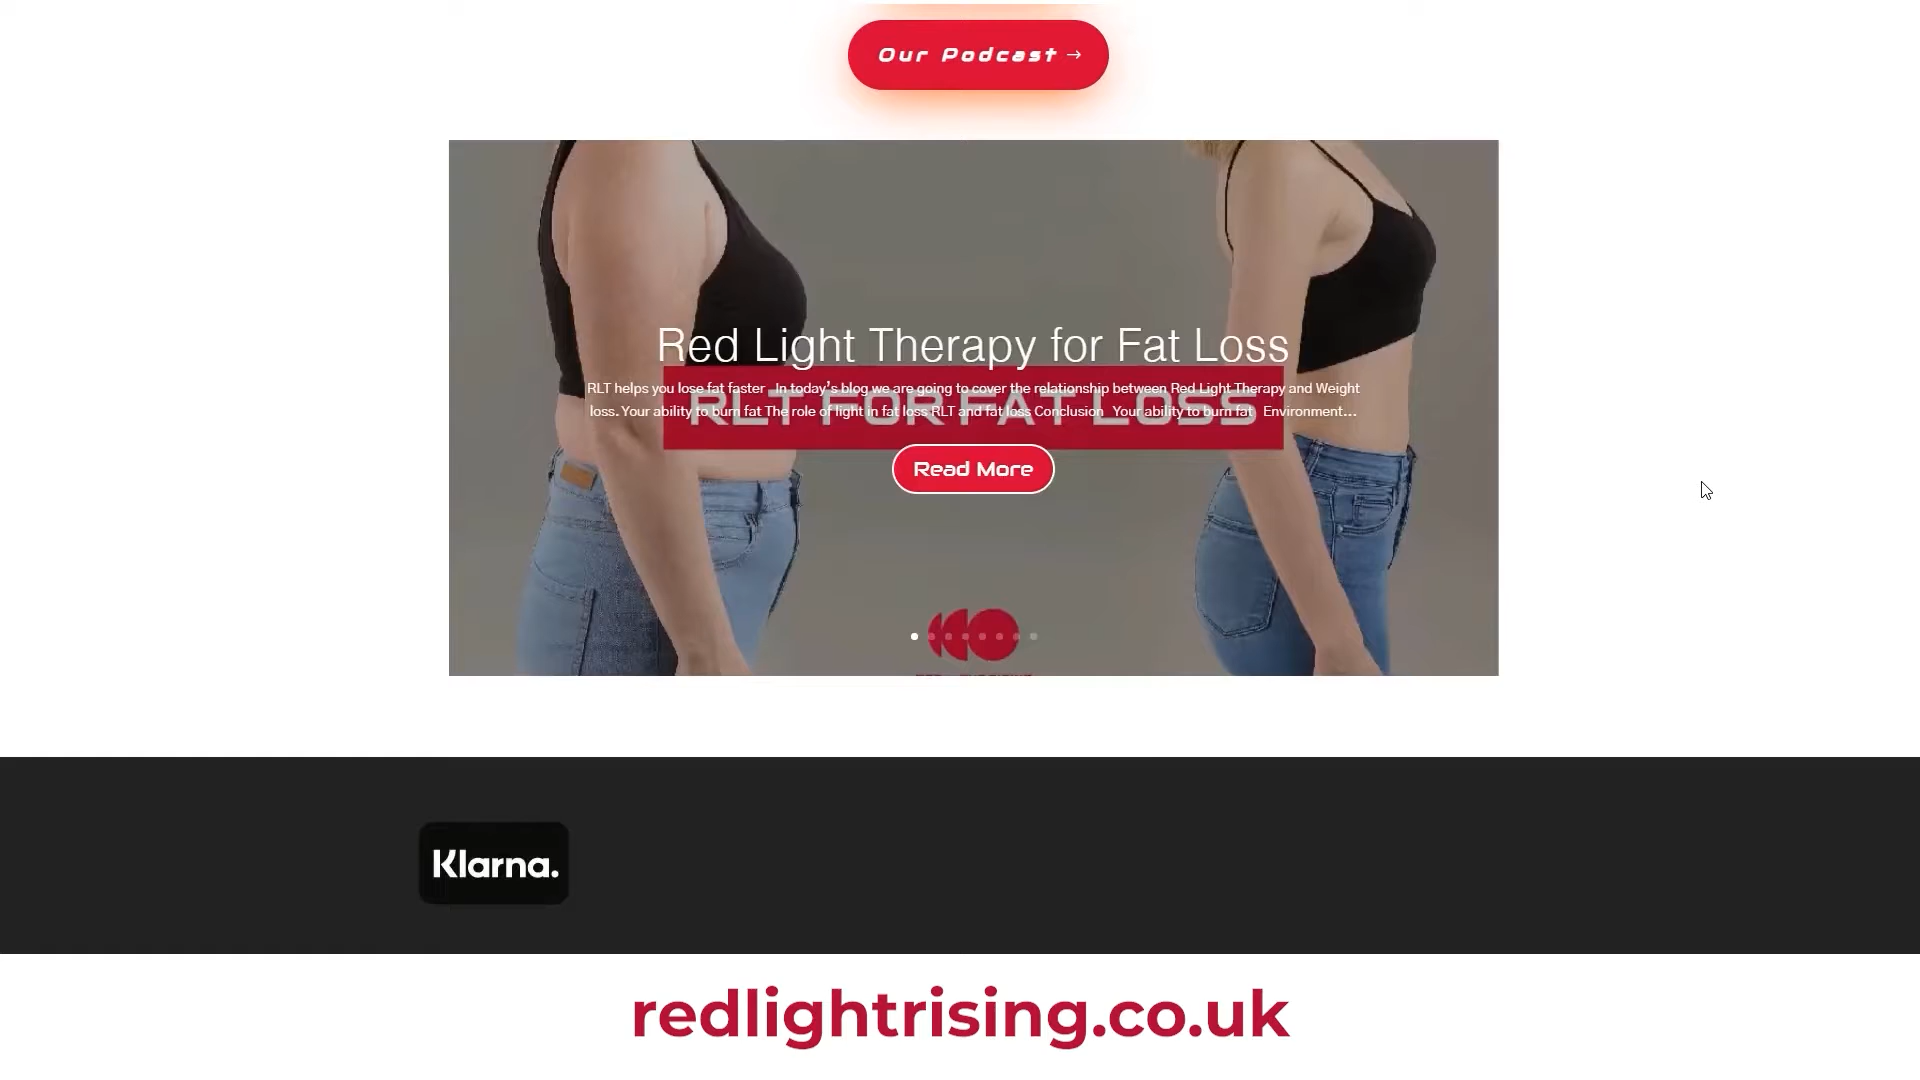 Our Podcast →
Red Light Therapy for Fat Loss
RLT helps you lose fat faster In today's blog we are going to cover the relationship between Red Light Therapy and Weight
loss. Your ability to burn fat The role of light in fat loss RLT and fat loss Conclusion Your ability to burn fat Environment...
RLT FOR FAT LOSS
Read More
Klarna.
redlightrising.co.uk